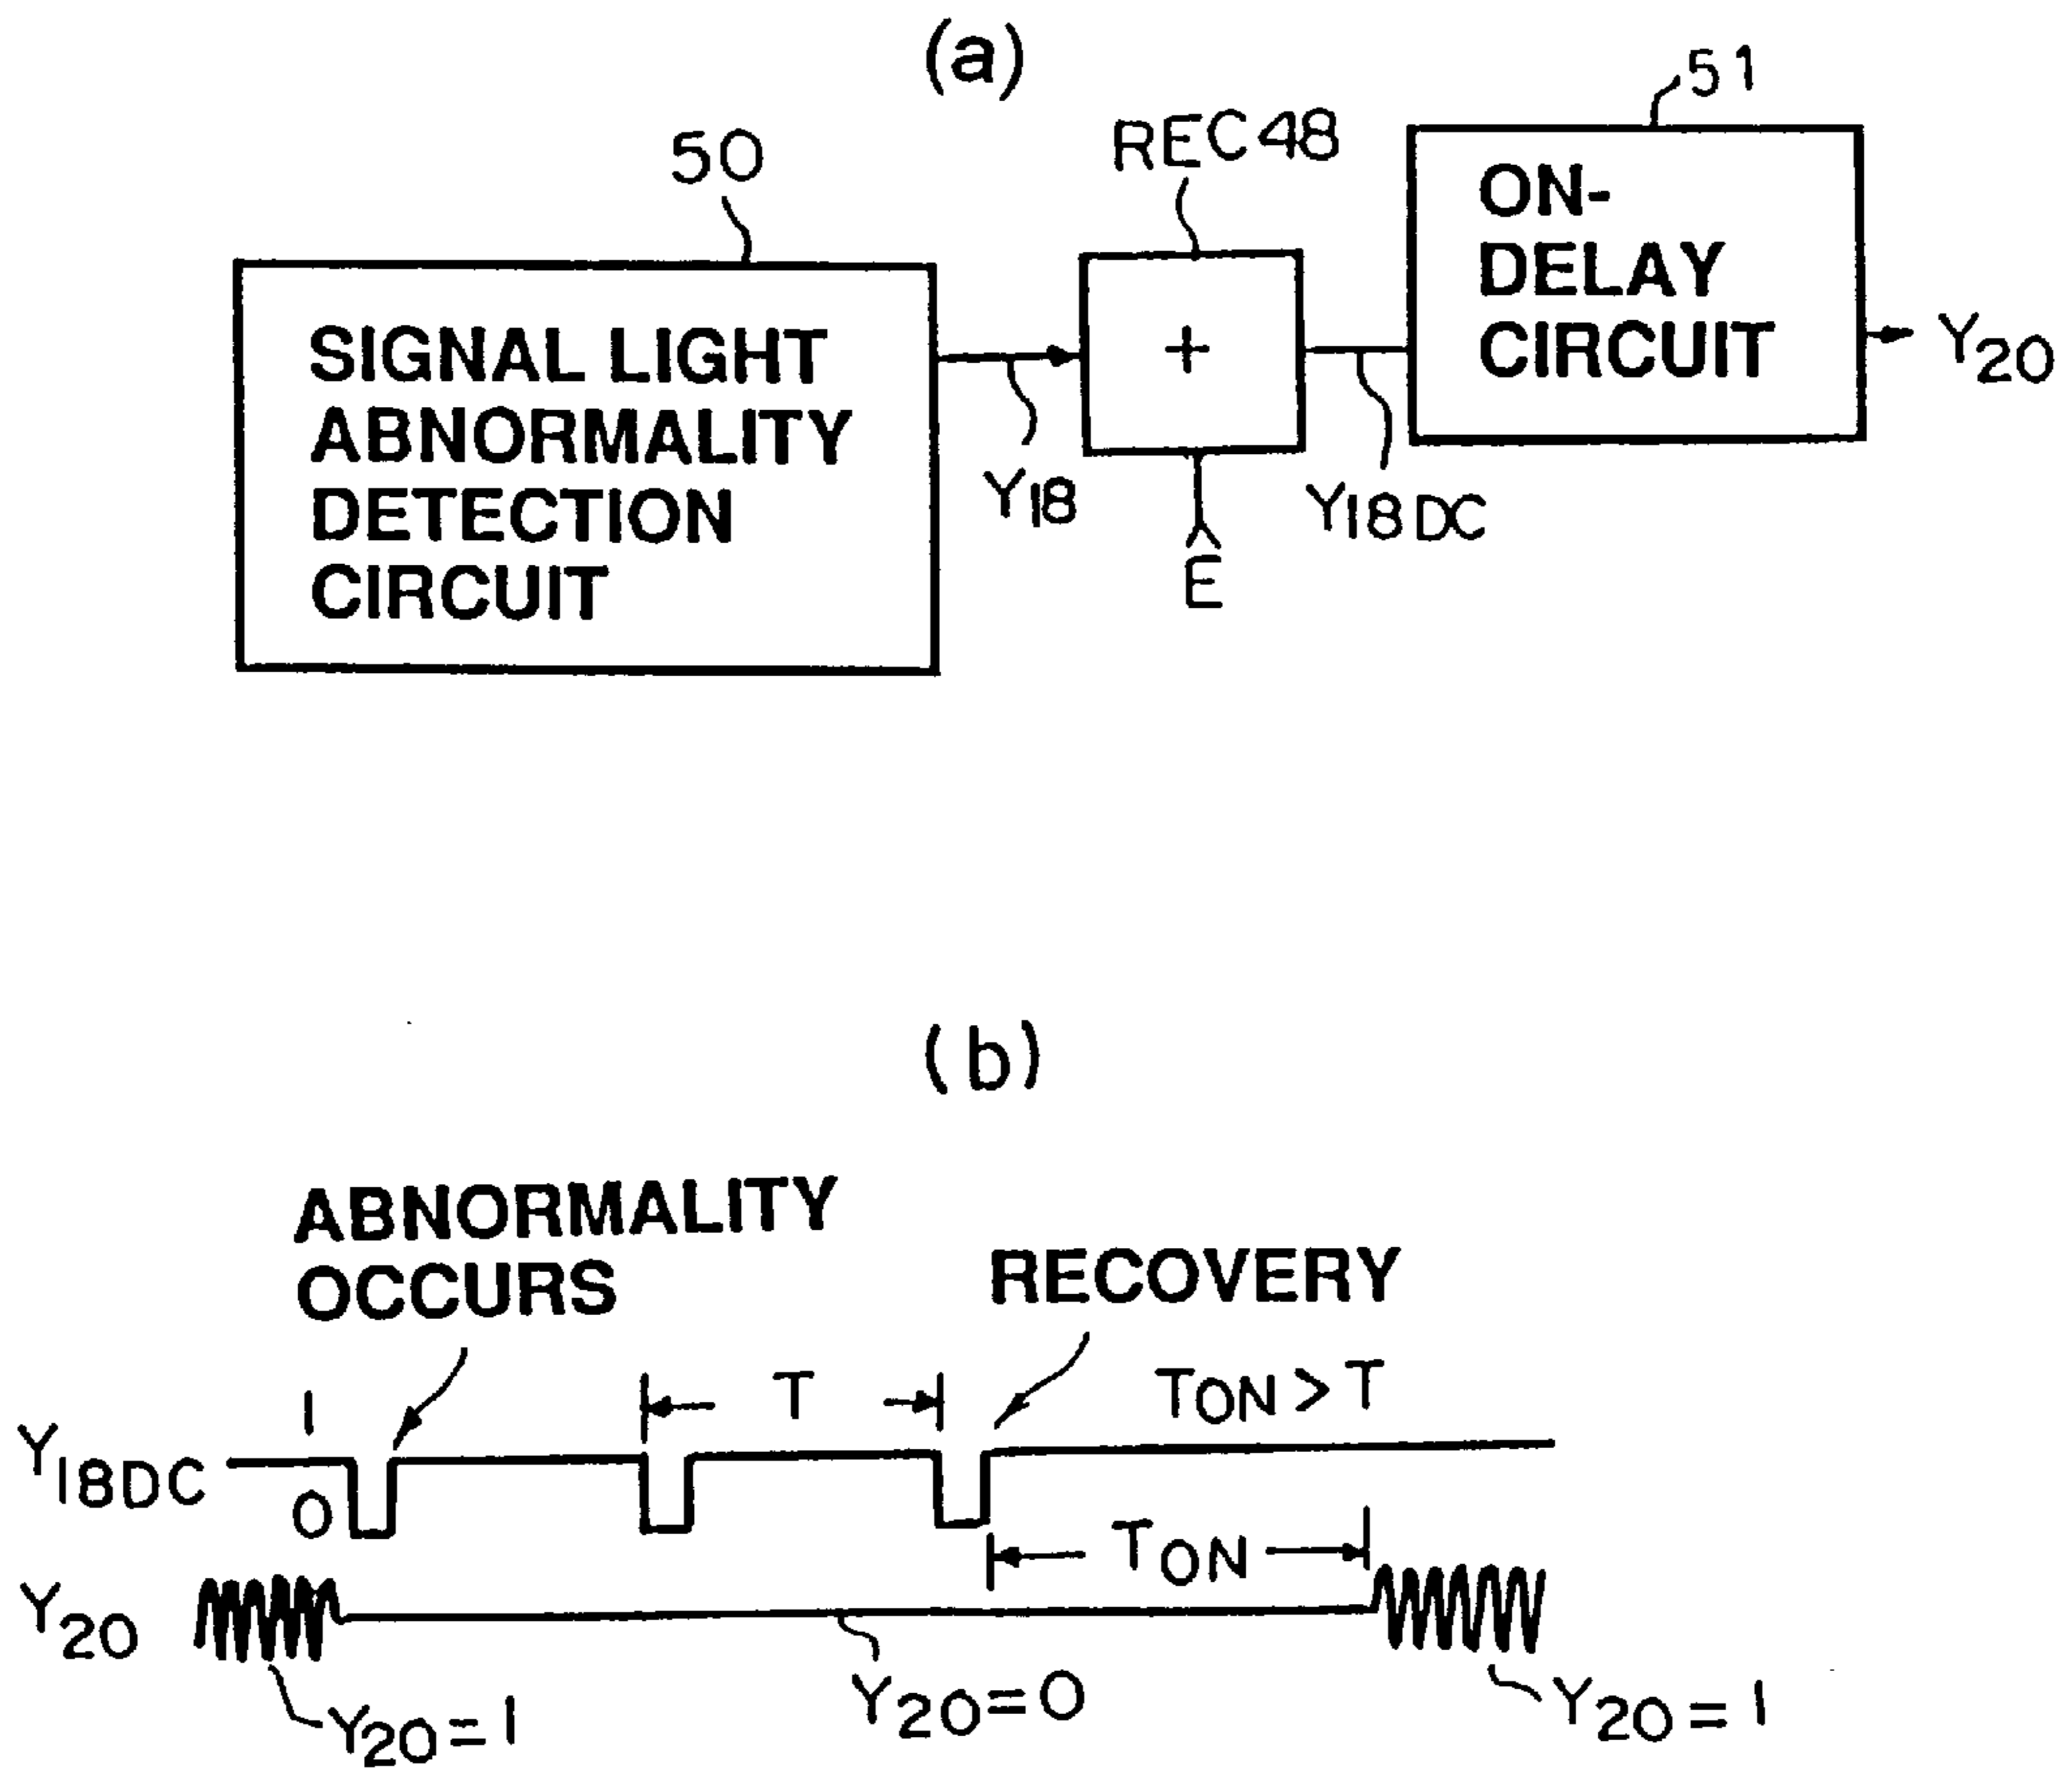 (a)
50
REC48
51
SIGNAL LIGHT
ABNORMALITY
DETECTION
CIRCUIT
+
ON-
DELAY
CIRCUIT
Y18
E
Y18DC
Y20
(b)
ABNORMALITY
OCCURS
RECOVERY
T
TON>T
1
Y18DC
0
TON
Y20
Y20=1
Y20=0
Y20=1